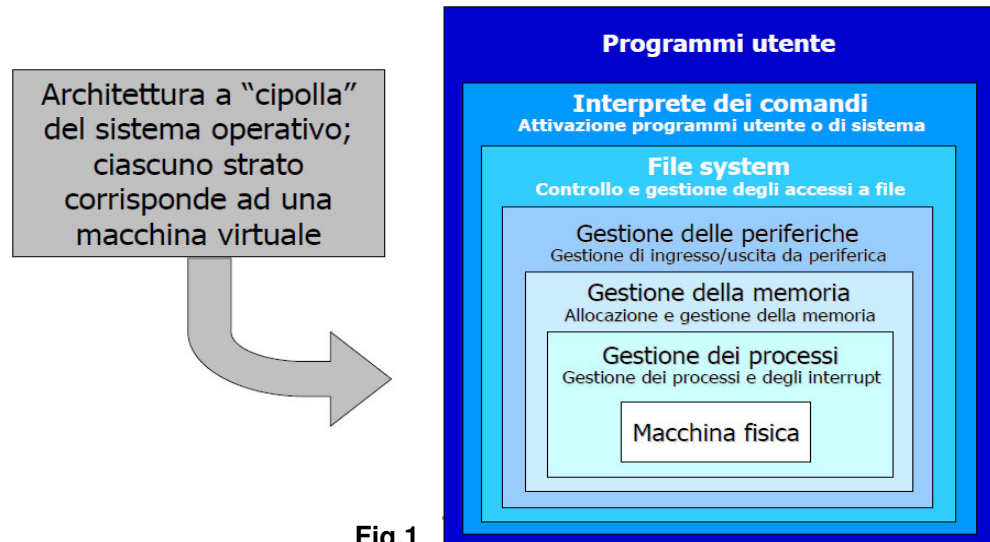 Architettura a “cipolla”
del sistema operativo;
ciascuno strato
corrisponde ad una
macchina virtuale
Programmi utente
Interprete dei comandi
Attivazione programmi utente o di sistema
File system
Controllo e gestione degli accessi a file
Gestione delle periferiche
Gestione di ingresso/uscita da periferica
Gestione della memoria
Allocazione e gestione della memoria
Gestione dei processi
Gestione dei processi e degli interrupt
Macchina fisica
Fig 1